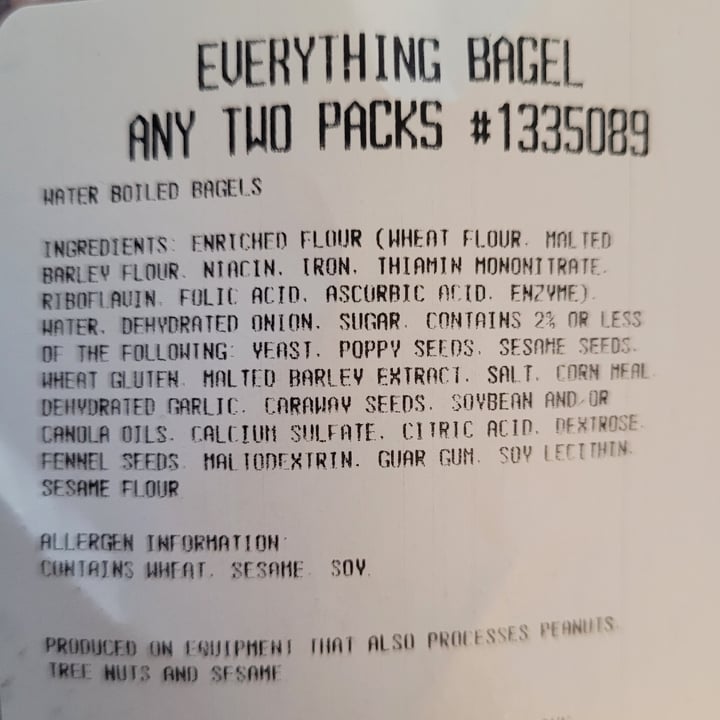 EVERYTHING BAGEL
ANY TWO PACKS #1335089
WATER BOILED BAGELS
INGREDIENTS: ENRICHED FLOUR (WHEAT FLOUR, MALTED
BARLEY FLOUR, NIACIN, IRON, THIAMIN MONONITRATE,
RIBOFLAVIN, FOLIC ACID, ASCORBIC ACID, ENZYME),
WATER, DEHYDRATED ONION, SUGAR, CONTAINS 2% OR LESS
OF THE FOLLOWING: YEAST, POPPY SEEDS, SESAME SEEDS,
WHEAT GLUTEN, MALTED BARLEY EXTRACT, SALT, CORN MEAL,
DEHYDRATED GARLIC, CARAWAY SEEDS, SOYBEAN AND/OR
CANOLA OILS, CALCIUM SULFATE, CITRIC ACID, DEXTROSE,
FENNEL SEEDS, MALTODEXTRIN, GUAR GUM, SOY LECITHIN,
SESAME FLOUR
ALLERGEN INFORMATION:
CONTAINS WHEAT, SESAME, SOY.
PRODUCED ON EQUIPMENT THAT ALSO PROCESSES PEANUTS,
TREE NUTS AND SESAME